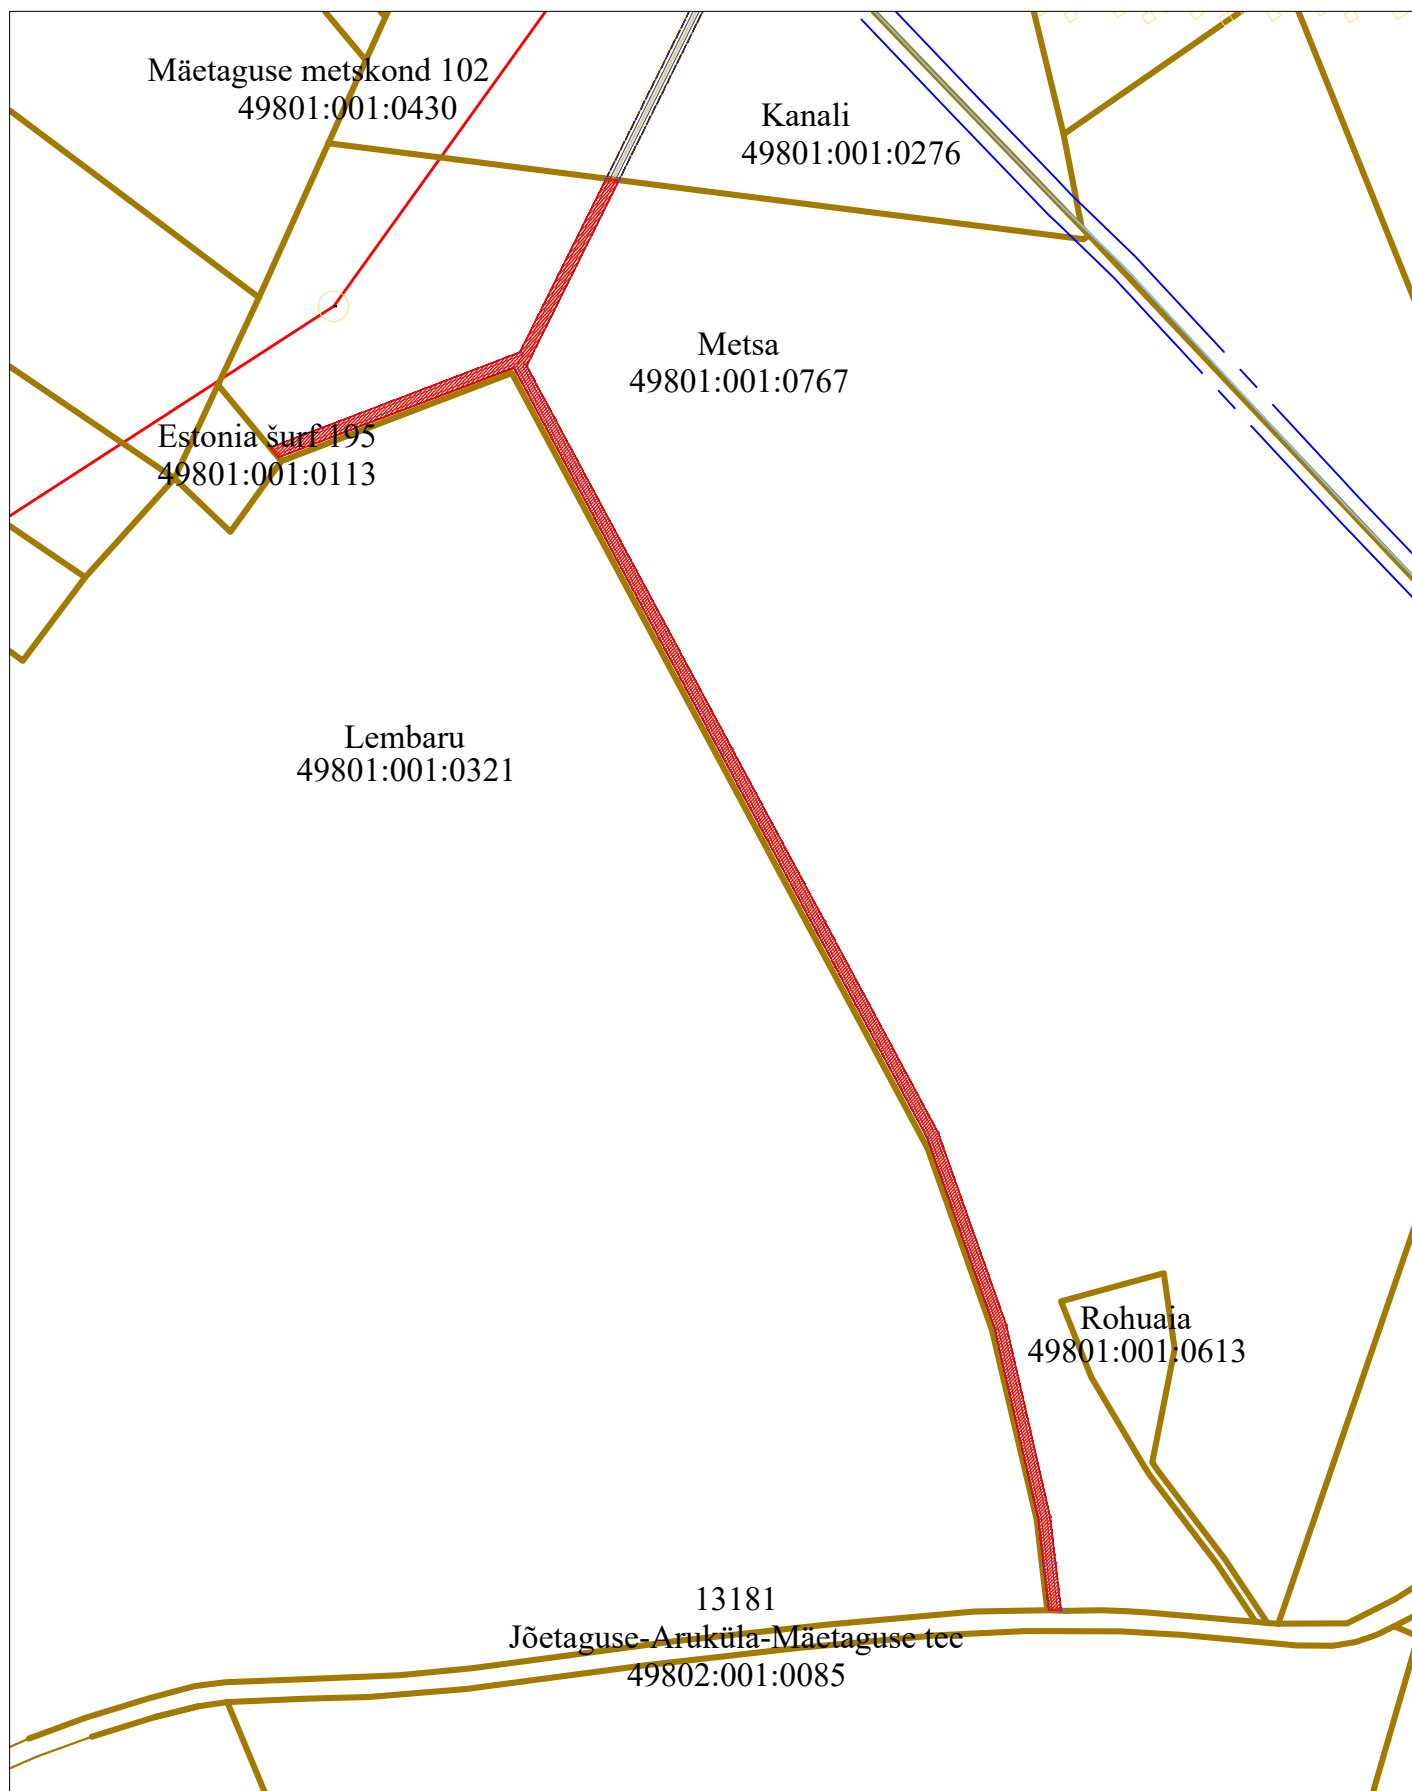 Mäetaguse metskond 102
49801:001:0430
Kanali
49801:001:0276
Metsa
49801:001:0767
Estonia šurf 195
49801:001:0113
Lembaru
49801:001:0321
Rohuaia
49801:001:0613
13181
Jõetaguse-Aruküla-Mäetaguse tee
49802:001:0085